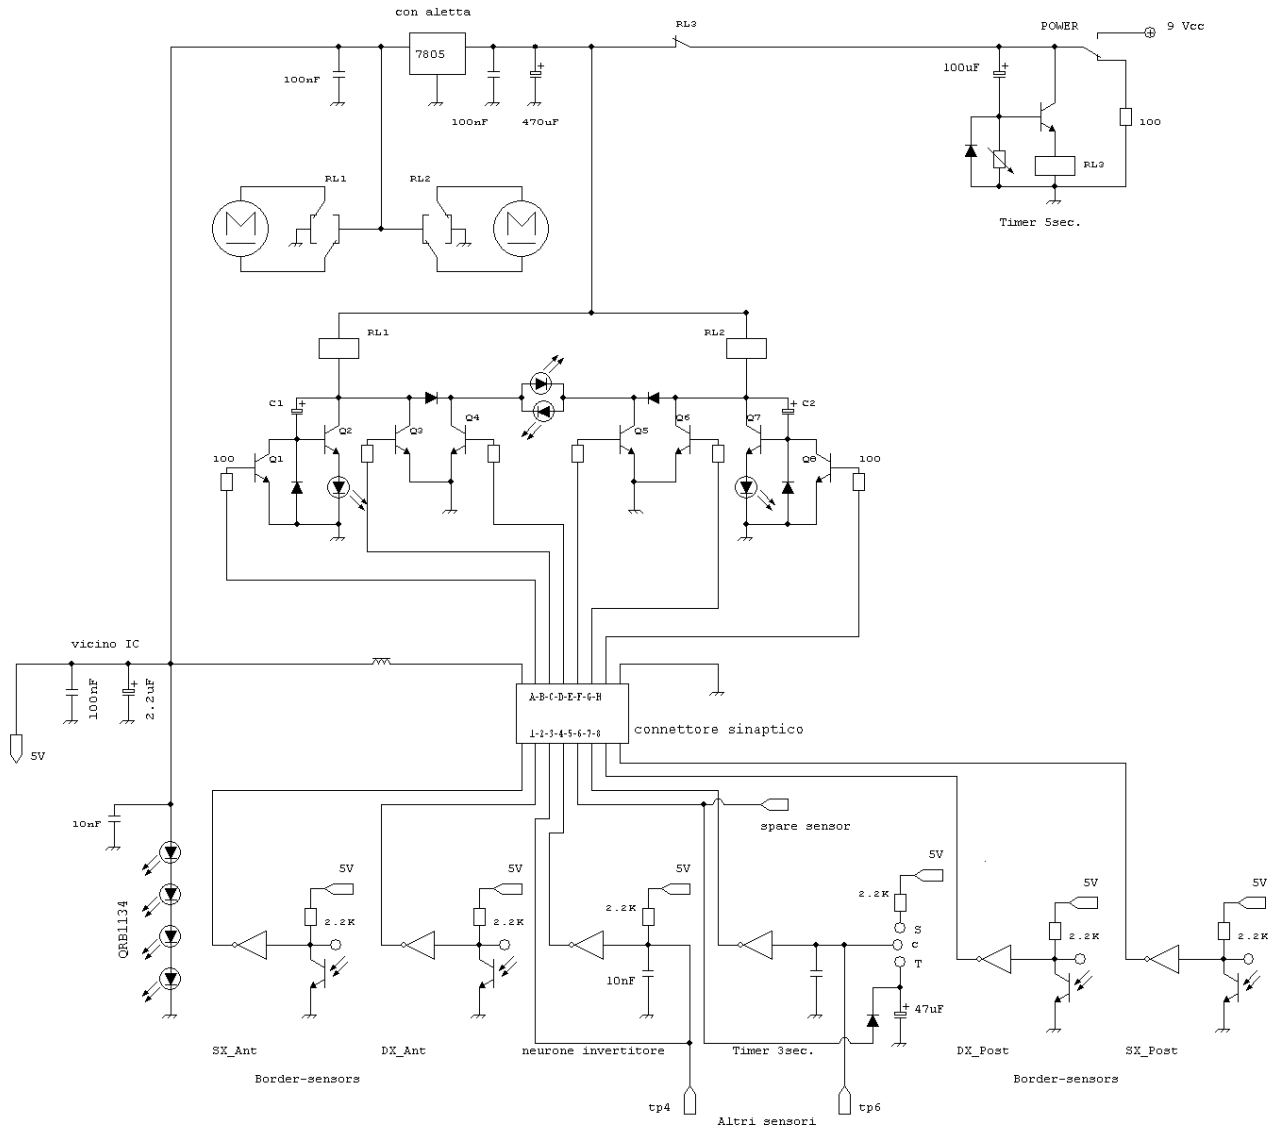 con aletta
RL3
POWER
9 Vcc
7805
100nF
100uF
100nF
470uF
100
RL3
RL1
RL2
Timer 5sec.
M
M
RL1
RL2
C1
Q2
Q3
Q4
Q5
Q6
Q7
C2
100
Q1
Q8
100
vicino IC
100nF
2.2uF
A-B-C-D-E-F-G-H
1-2-3-4-5-6-7-8
connettore sinaptico
5V
10nF
spare sensor
5V
5V
5V
5V
5V
5V
QRB1134
2.2K
2.2K
2.2K
2.2K
S
C
T
2.2K
2.2K
10nF
47uF
SX_Ant
DX_Ant
neurone invertitore
Timer 3sec.
DX_Post
SX_Post
Border-sensors
Border-sensors
tp4
tp6
Altri sensori